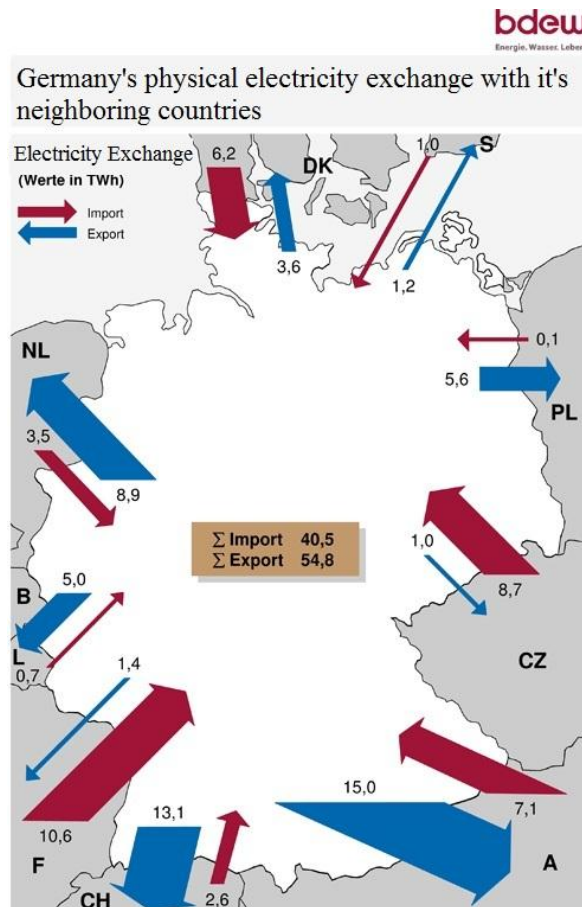 bdew
Energie. Wasser. Leben
Germany's physical electricity exchange with it's
neighboring countries
Electricity Exchange
(Werte in TWh)
Import
Export
6,2
DK
1,0
S
3,6
1,2
0,1
5,6
PL
NL
3,5
8,9
∑ Import 40,5
∑ Export 54,8
1,0
8,7
B
5,0
L
0,7
1,4
CZ
15,0
7,1
10,6
13,1
F
CH
2,6
A